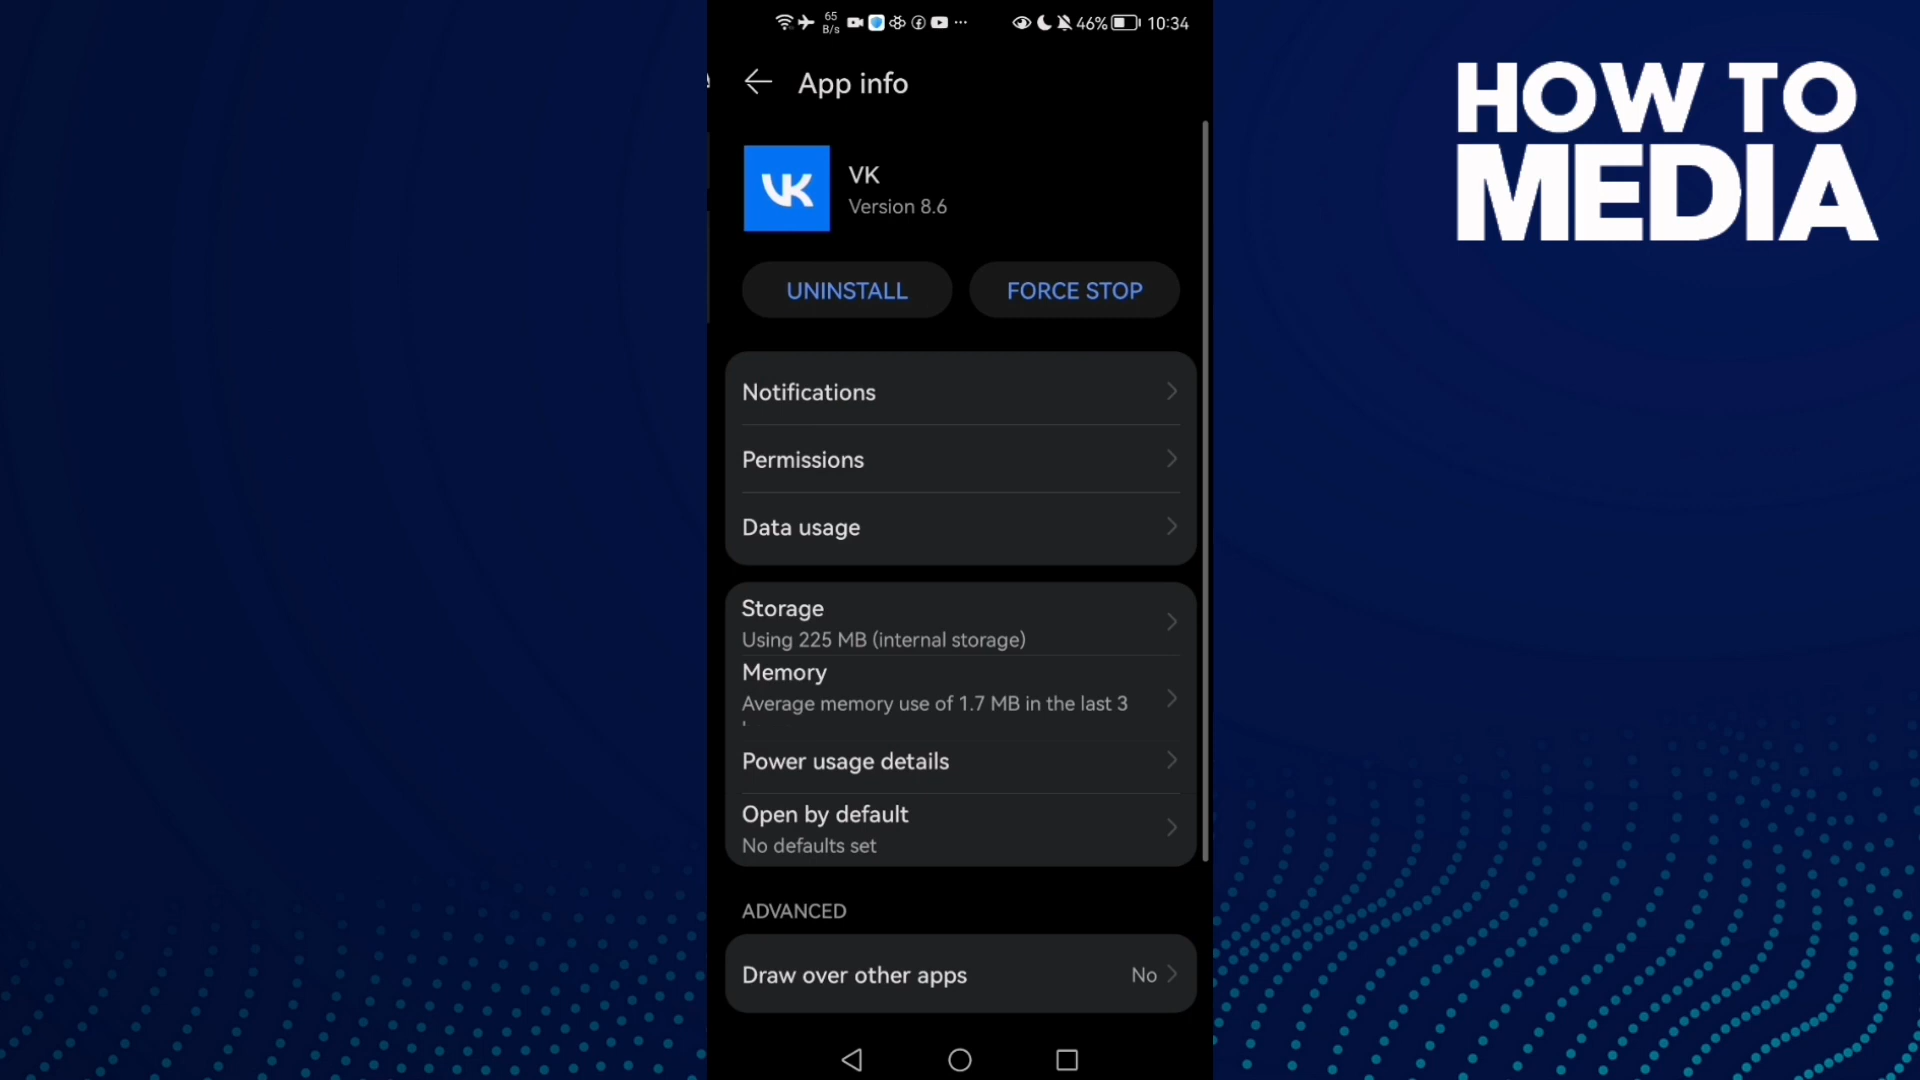 65
B/s
46%
10:34
App info
HOW TO
MEDIA
VK
VK
Version 8.6
UNINSTALL
FORCE STOP
Notifications
Permissions
Data usage
Storage
Using 225 MB (internal storage)
Memory
Average memory use of 1.7 MB in the last 3
Power usage details
Open by default
No defaults set
ADVANCED
Draw over other apps
No